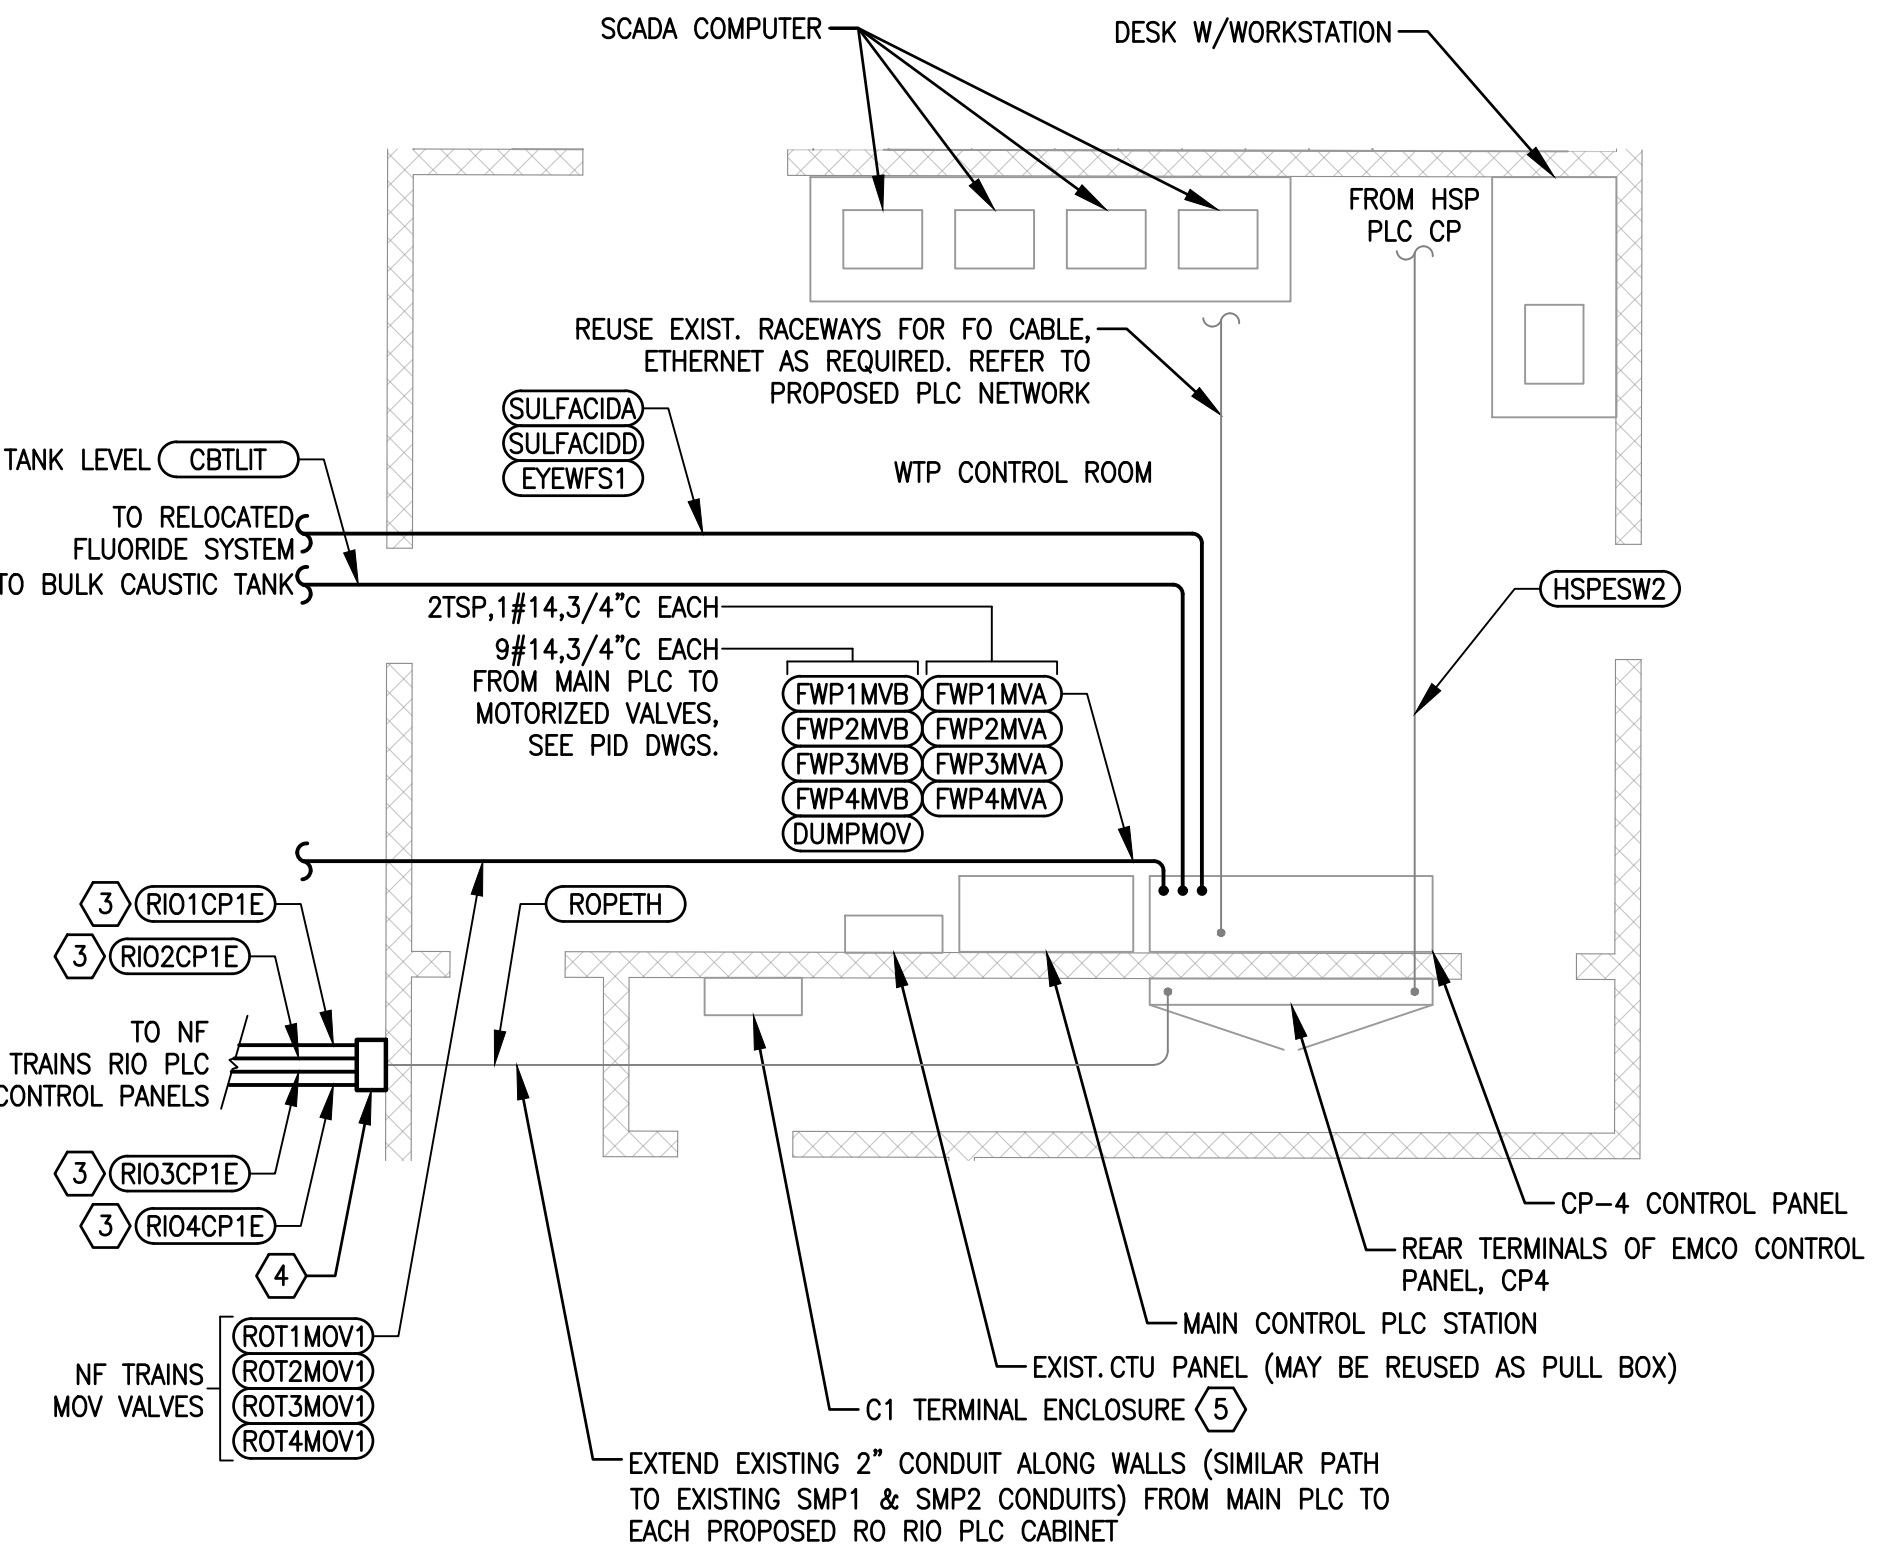 SCADA COMPUTER
DESK W/WORKSTATION
FROM HSP
PLC CP
REUSE EXIST. RACEWAYS FOR FO CABLE,
ETHERNET AS REQUIRED. REFER TO
PROPOSED PLC NETWORK
SULFACIDA
SULFACIDD
EYEWFS1
TANK LEVEL CBTLIT
WTP CONTROL ROOM
TO RELOCATED
FLUORIDE SYSTEM
TO BULK CAUSTIC TANK
HSPESW2
2TSP,1#14,3/4"C EACH
9#14,3/4"C EACH
FROM MAIN PLC TO
MOTORIZED VALVES,
SEE PID DWGS.
FWP1MVB FWP1MVA
FWP2MVB FWP2MVA
FWP3MVB FWP3MVA
FWP4MVB FWP4MVA
DUMPMOV
3 RIO1CP1E
ROPETH
3 RIO2CP1E
TO NF
TRAINS RIO PLC
CONTROL PANELS
3 RIO3CP1E
3 RIO4CP1E
4
CP-4 CONTROL PANEL
REAR TERMINALS OF EMCO CONTROL
PANEL, CP4
MAIN CONTROL PLC STATION
EXIST.CTU PANEL (MAY BE REUSED AS PULL BOX)
C1 TERMINAL ENCLOSURE 5
NF TRAINS
MOV VALVES
ROT1MOV1
ROT2MOV1
ROT3MOV1
ROT4MOV1
EXTEND EXISTING 2" CONDUIT ALONG WALLS (SIMILAR PATH
TO EXISTING SMP1 & SMP2 CONDUITS) FROM MAIN PLC TO
EACH PROPOSED RO RIO PLC CABINET